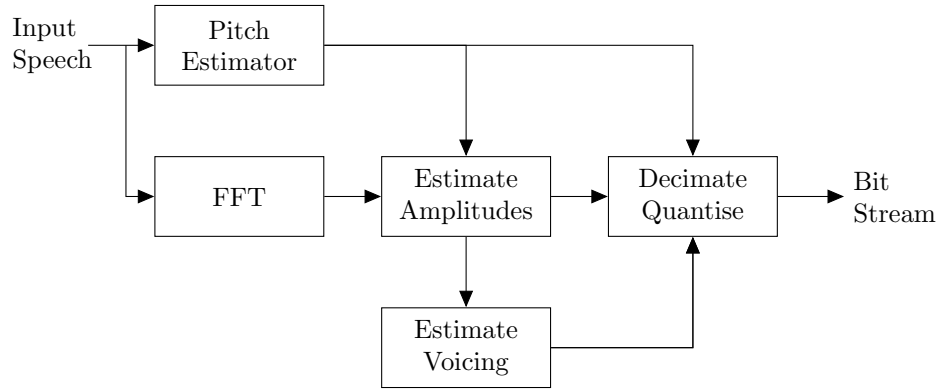 Input
Speech
Pitch
Estimator
FFT
Estimate
Amplitudes
Decimate
Quantise
Bit
Stream
Estimate
Voicing